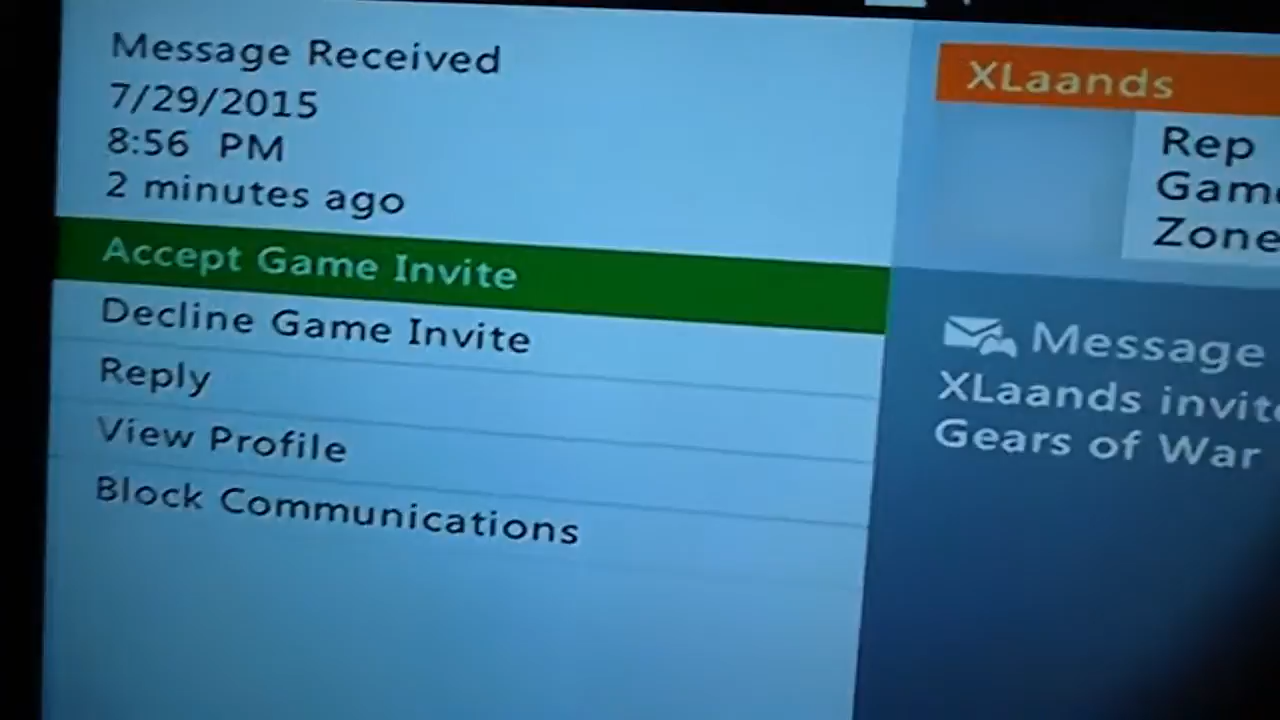 Message Received
7/29/2015
8:56 PM
2 minutes ago
Accept Game Invite
Decline Game Invite
Reply
View Profile
Block Communications
XLaands
Rep
Zone
Message
XLaands
Gears of War